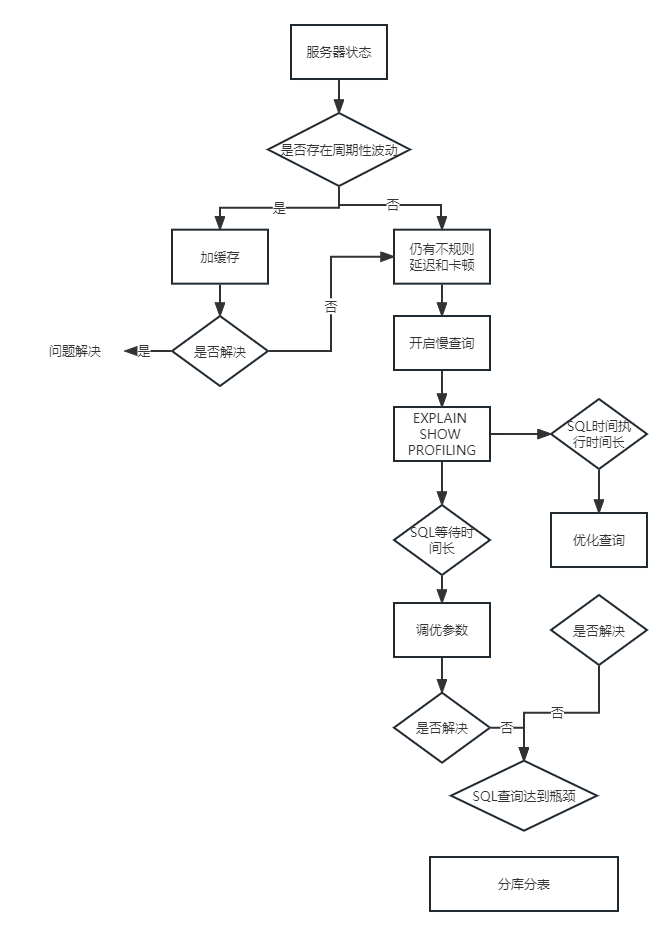 服务器状态
是否存在周期性波动
是
否
加缓存
仍有不规则
延迟和卡顿
否
问题解决
是
是否解决
开启慢查询
EXPLAIN
SHOW
PROFILING
SQL时间执
行时间长
SQL等待时
间长
优化查询
调优参数
是否解决
否
是否解决
否
SQL查询达到瓶颈
分库分表